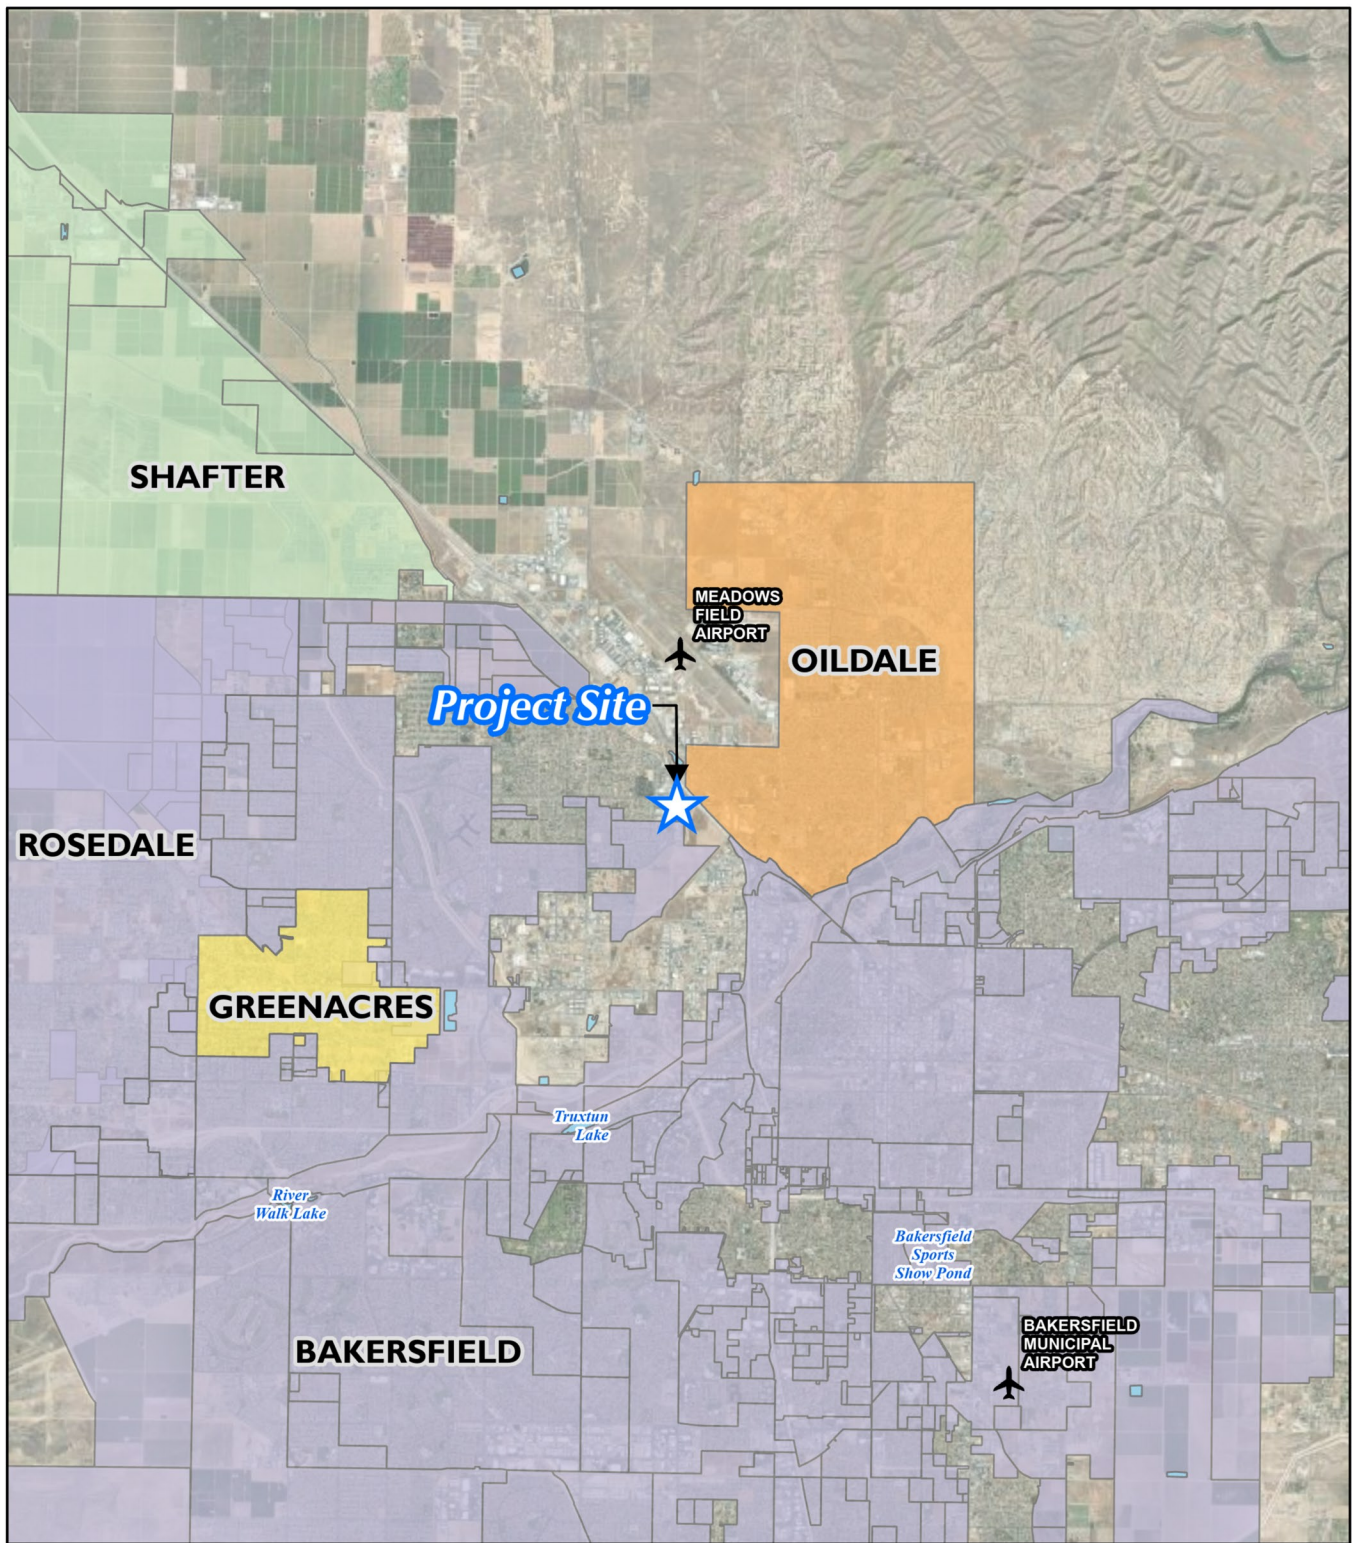 SHAFTER
MEADOWS
FIELD
AIRPORT
OILDALE
Project Site
ROSEDALE
GREENACRES
Truxtun
Lake
River
Walk Lake
Bakersfield
Sports
Show Pond
BAKERSFIELD
MUNICIPAL
AIRPORT
BAKERSFIELD